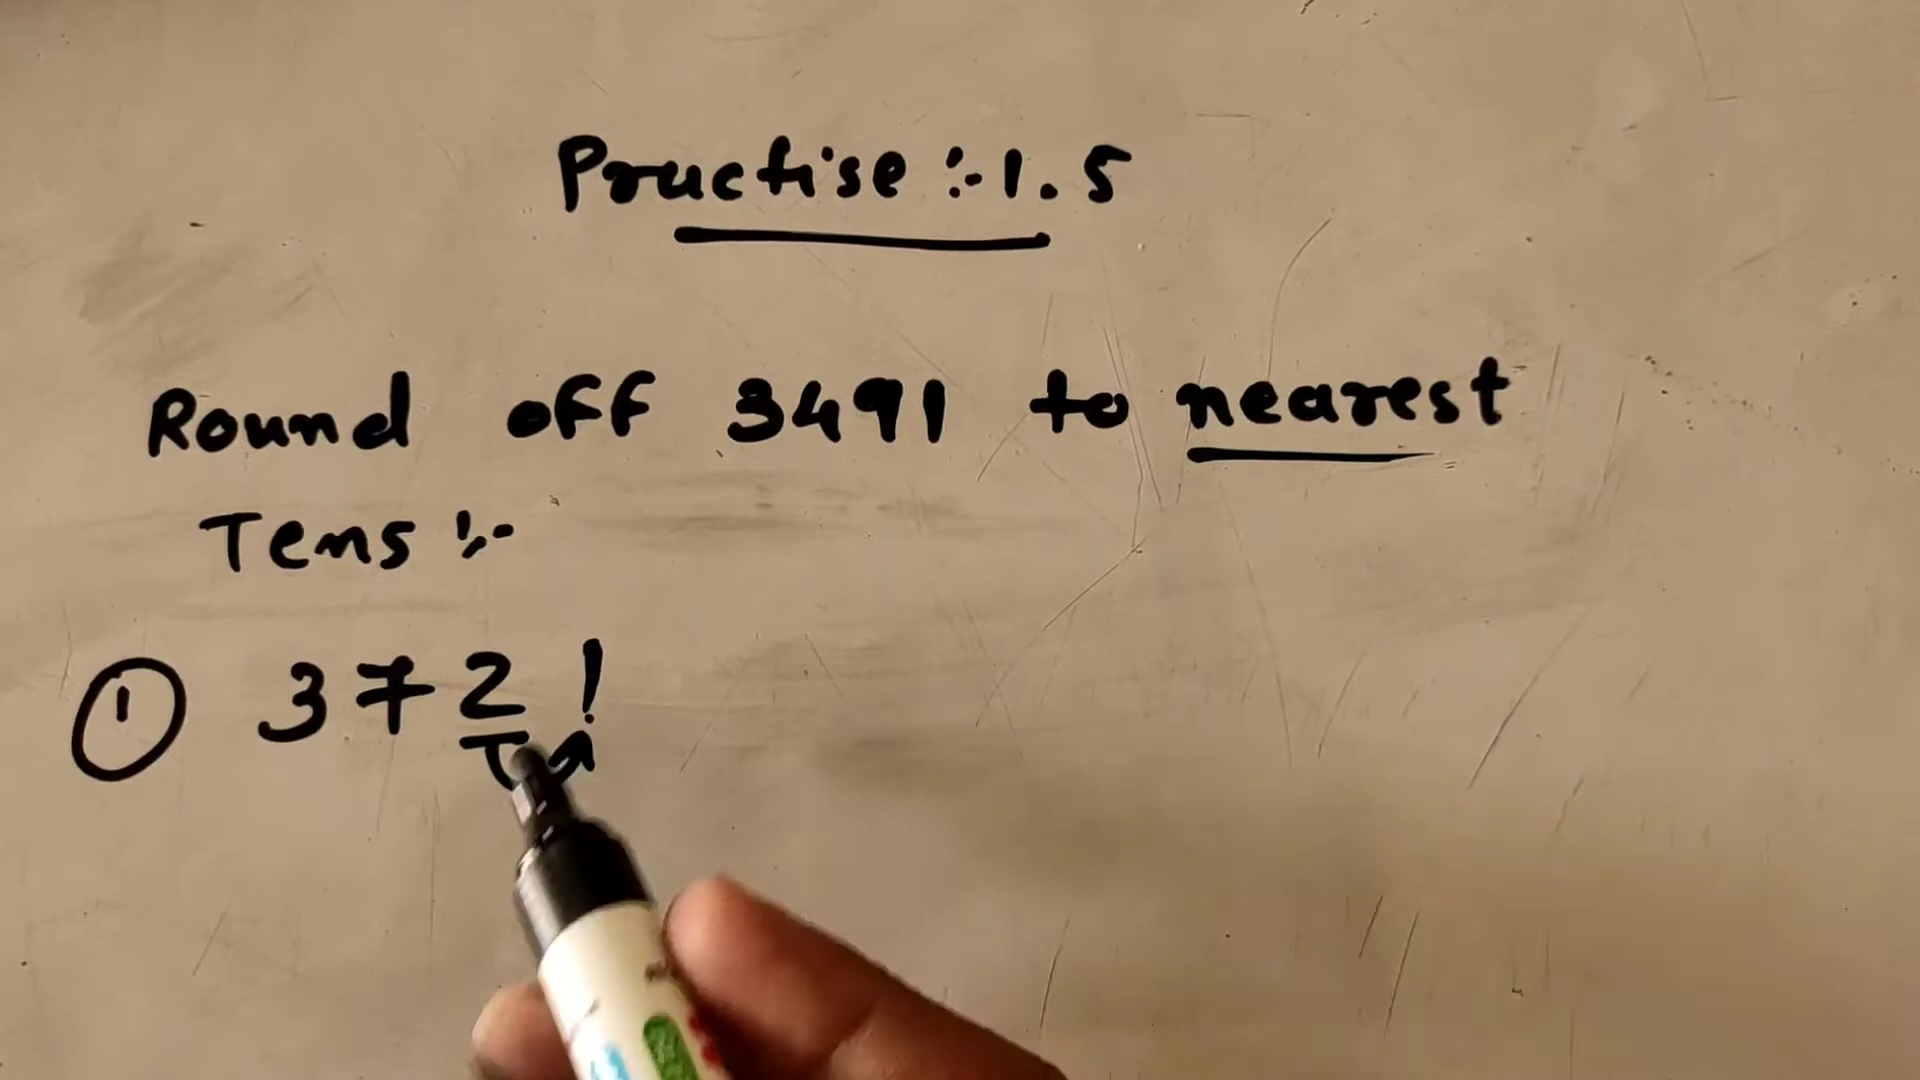 Practise :- 1.5
Round off 3491 to nearest
Tens :-
① 3721
T